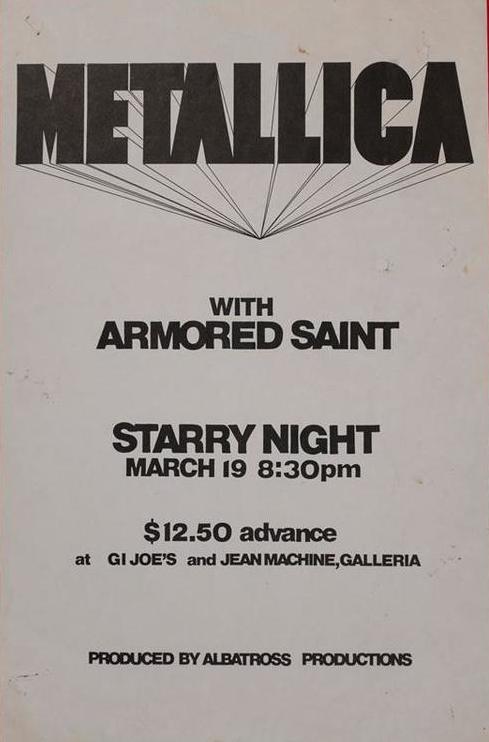 METALLICA
WITH
ARMORED SAINT
STARRY NIGHT
MARCH 19 8:30pm
$12.50 advance
at GI JOE'S and JEAN MACHINE, GALLERIA
PRODUCED BY ALBATROSS PRODUCTIONS